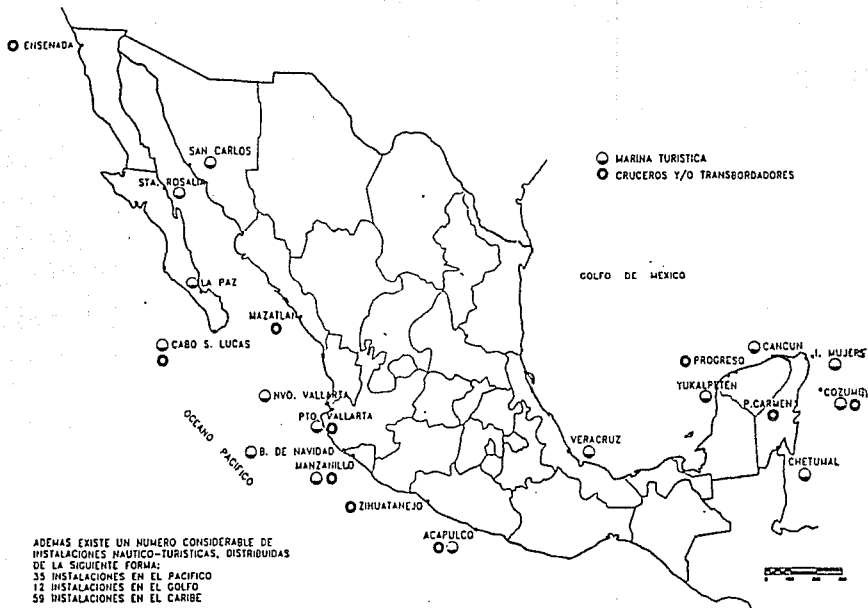 ENSENADA
SAN CARLOS
STA. ROSALIA
MARINA TURISTICA
CRUCEROS Y/O TRANSBORDADORES
GOLFO DE MEXICO
LA PAZ
MAZATLAN
CABO S. LUCAS
CANCUN
I. MUJERES
PROGRESO
YUKALPETEN
COZUMEL
P.CARMEN
NVO. VALLARTA
PTO. VALLARTA
OCEANO PACIFICO
B. DE NAVIDAD
MANZANILLO
VERACRUZ
CHETUMAL
ZIHUATANEJO
ACAPULCO
ADEMAS EXISTE UN NUMERO CONSIDERABLE DE
INSTALACIONES NAUTICO-TURISTICAS, DISTRIBUIDAS
DE LA SIGUIENTE FORMA:
35 INSTALACIONES EN EL PACIFICO
12 INSTALACIONES EN EL GOLFO
59 INSTALACIONES EN EL CARIBE